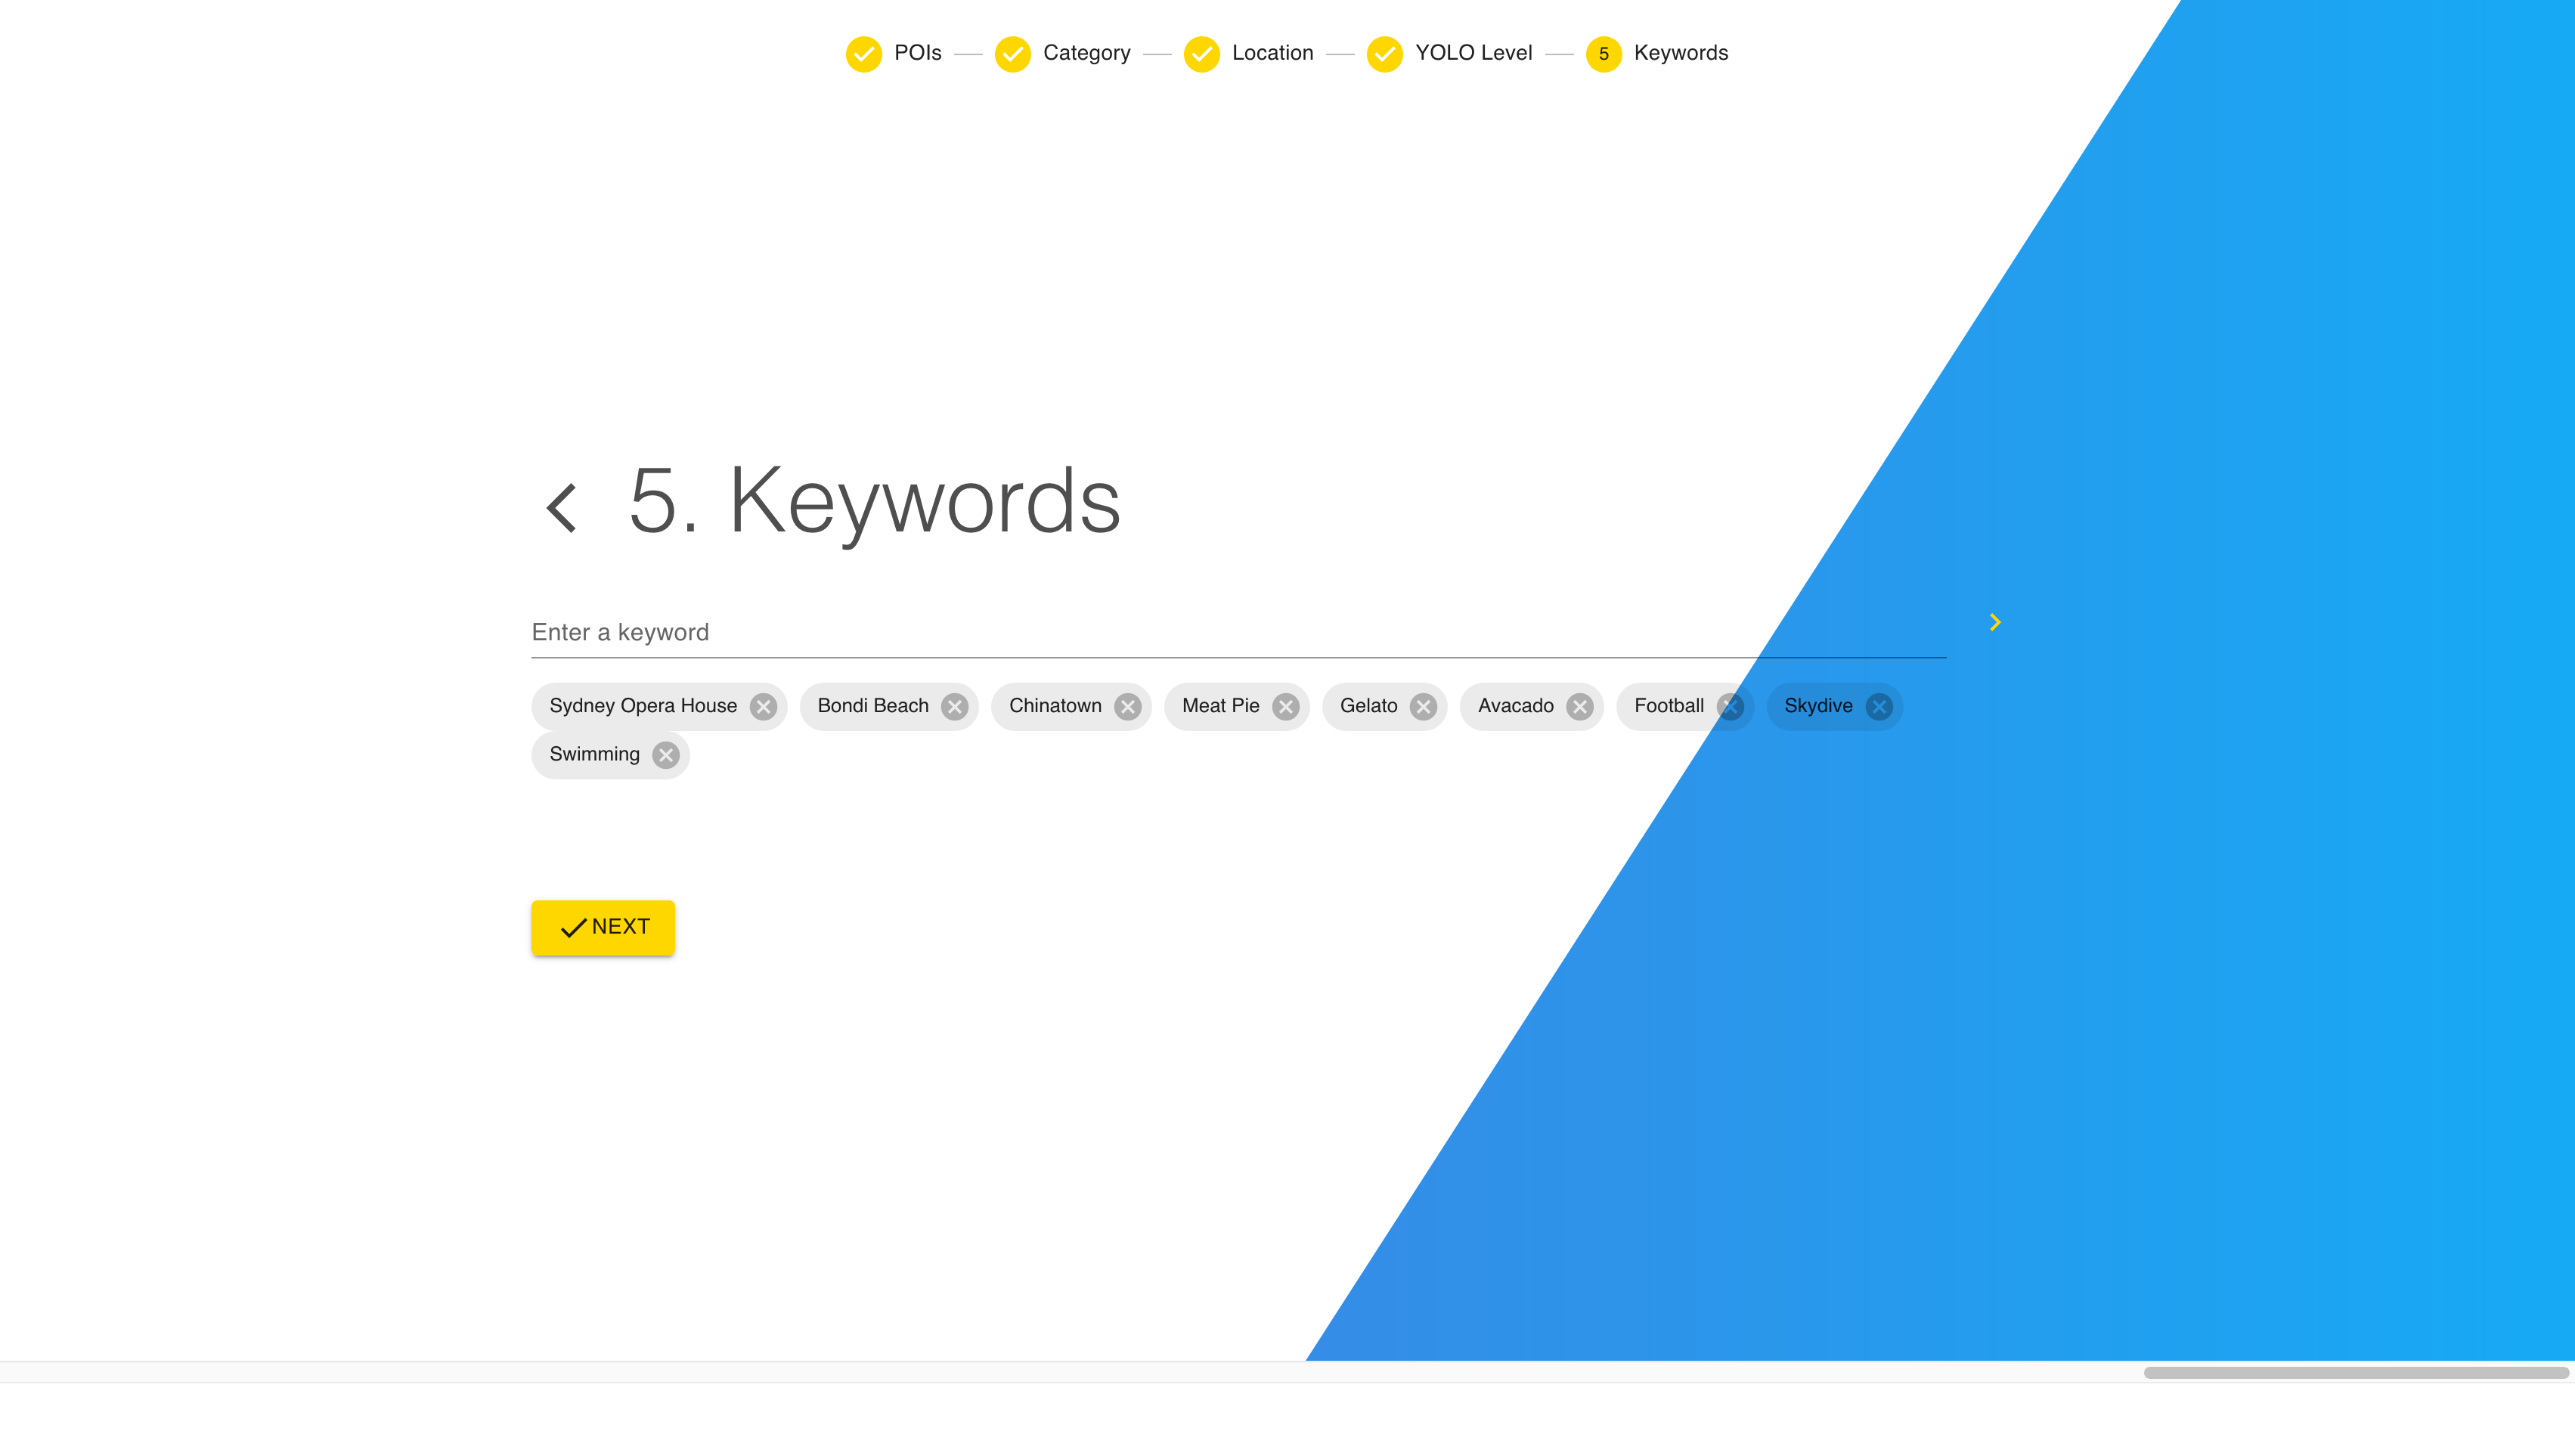 POIs Category Location YOLO Level 5 Keywords
5. Keywords
Enter a keyword
Sydney Opera House Bondi Beach Chinatown Meat Pie Gelato Avacado Football Skydive
Swimming
NEXT